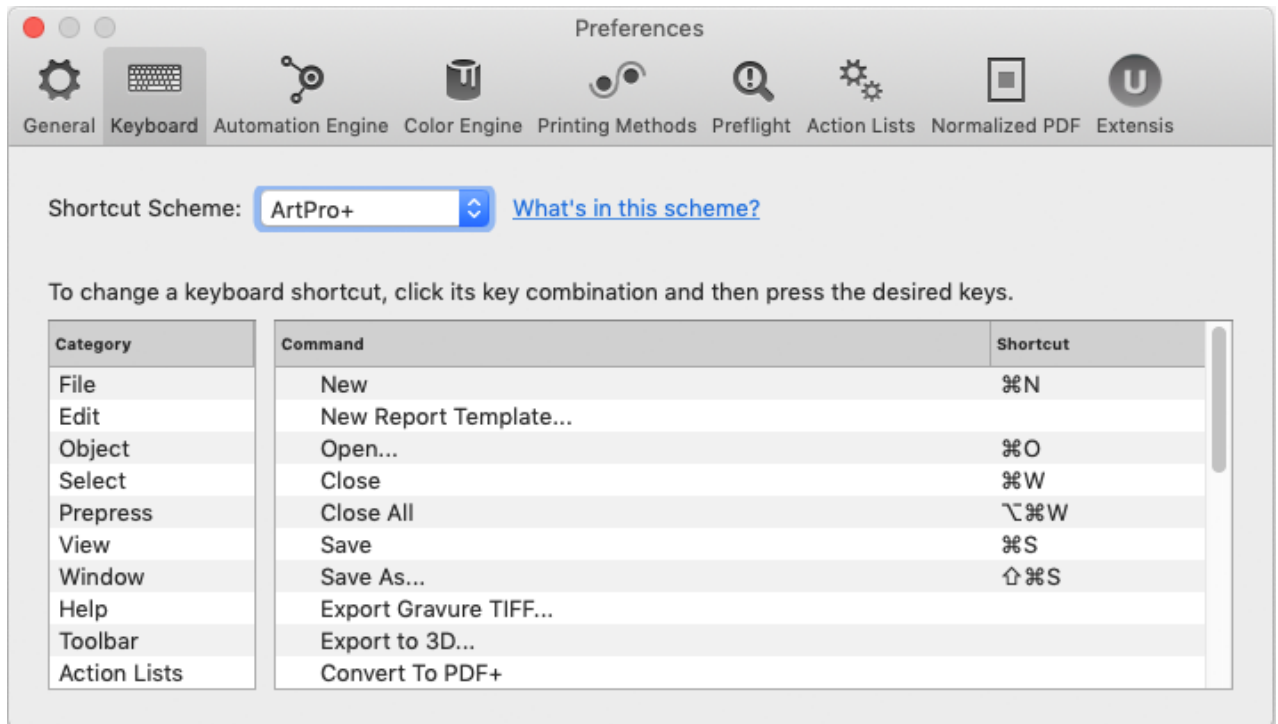 Preferences
General Keyboard Automation Engine Color Engine Printing Methods Preflight Action Lists Normalized PDF Extensis
Shortcut Scheme: ArtPro+ What's in this scheme?
To change a keyboard shortcut, click its key combination and then press the desired keys.
Category Command Shortcut
File New ⌘N
Edit New Report Template...
Object Open... ⌘O
Select Close ⌘W
Prepress Close All ⌥⌘W
View Save ⌘S
Window Save As... ⇧⌘S
Help Export Gravure TIFF...
Toolbar Export to 3D...
Action Lists Convert To PDF+